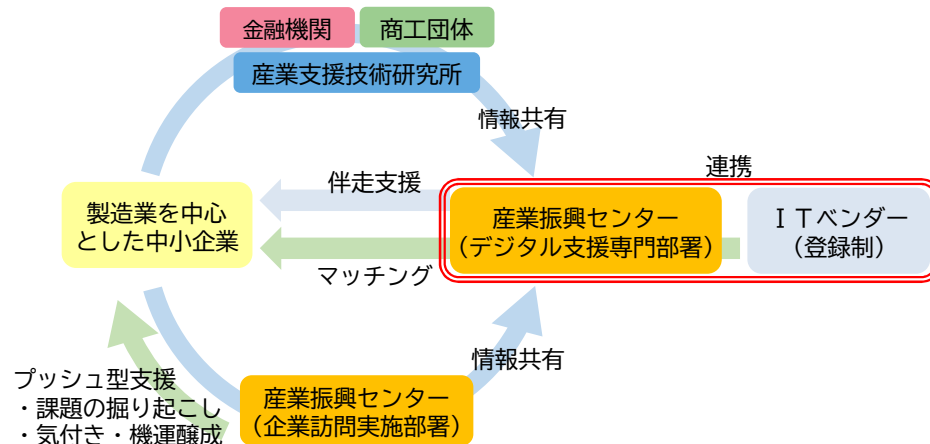 金融機関
商工団体
産業支援技術研究所
情報共有
連携
伴走支援
製造業を中心
とした中小企業
産業振興センター
（デジタル支援専門部署）
ＩＴベンダー
（登録制）
マッチング
情報共有
プッシュ型支援
・課題の掘り起こし
・気付き・機運醸成
産業振興センター
（企業訪問実施部署）